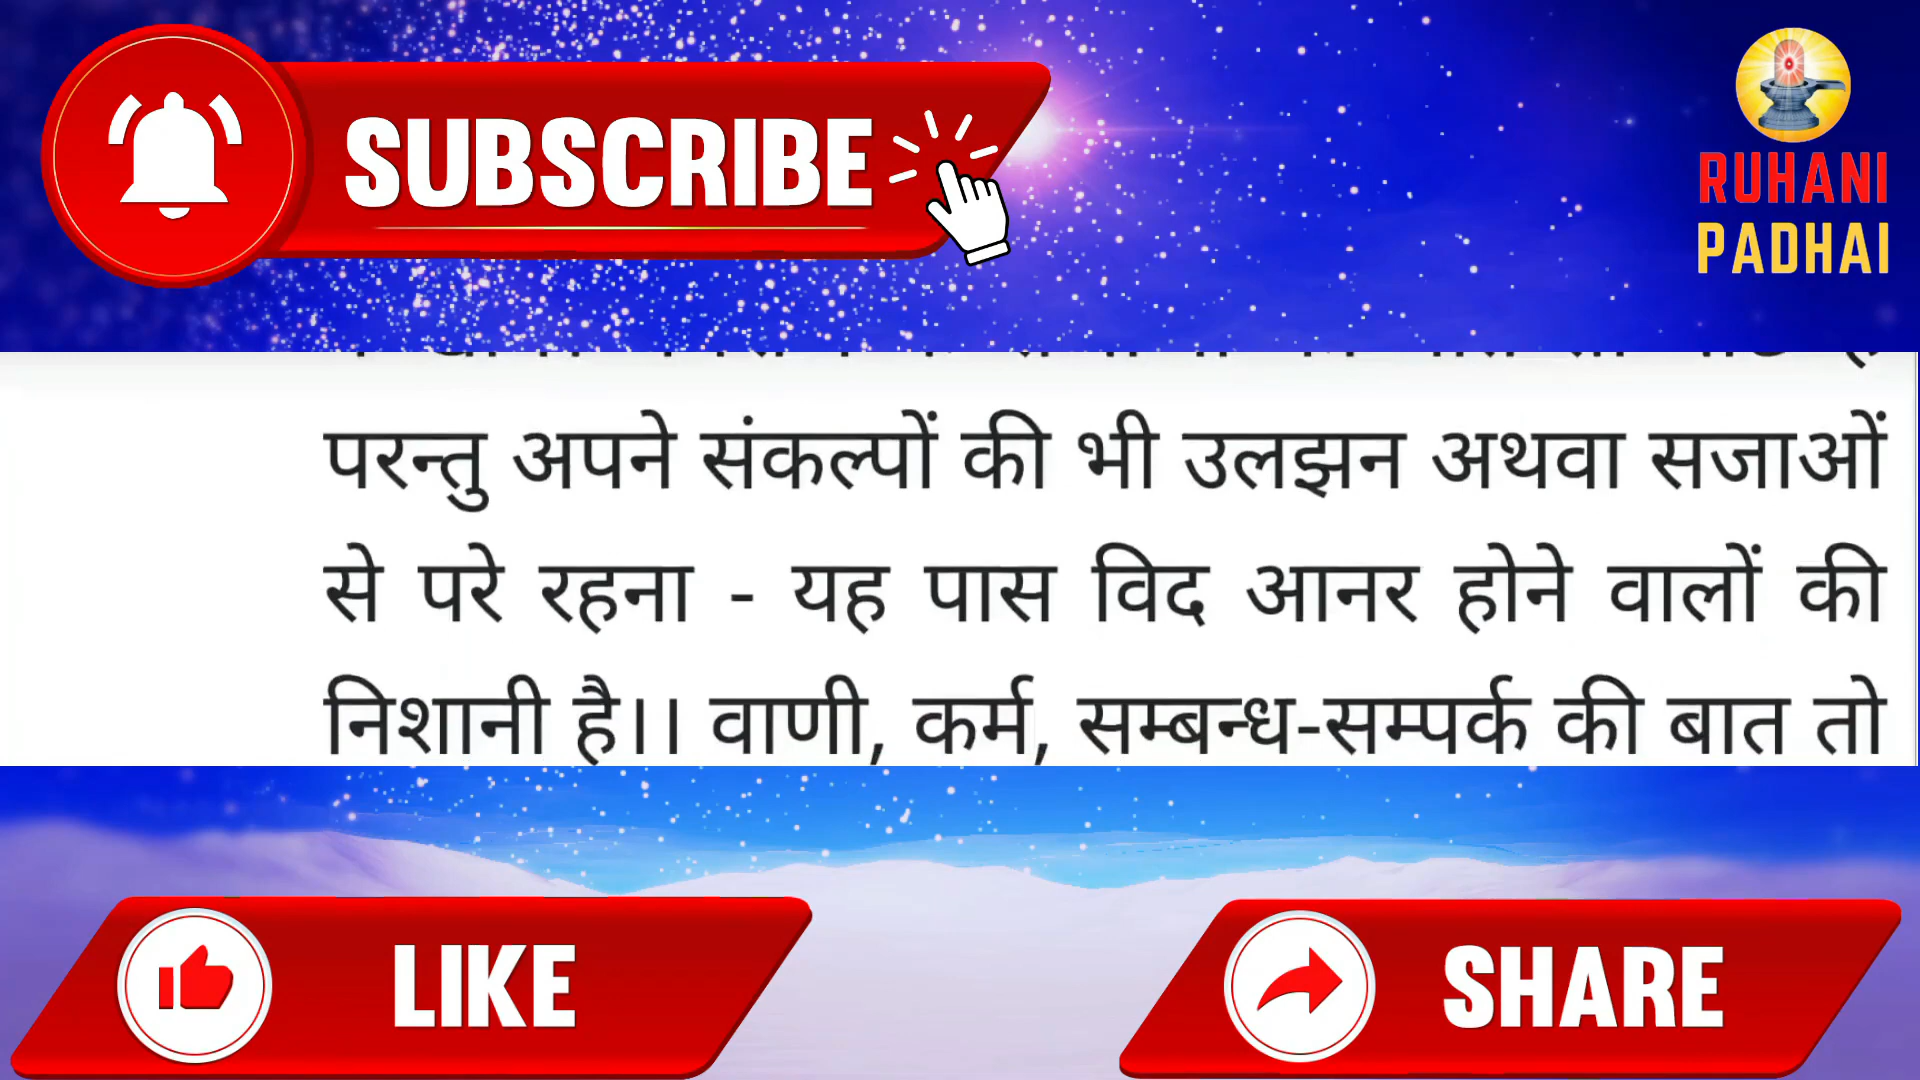 SUBSCRIBE
RUHANI
PADHAI
परन्तु अपने संकल्पों की भी उलझन अथवा सजाओं
से परे रहना - यह पास विद आनर होने वालों की
निशानी है।। वाणी, कर्म, सम्बन्ध-सम्पर्क की बात तो
LIKE
SHARE